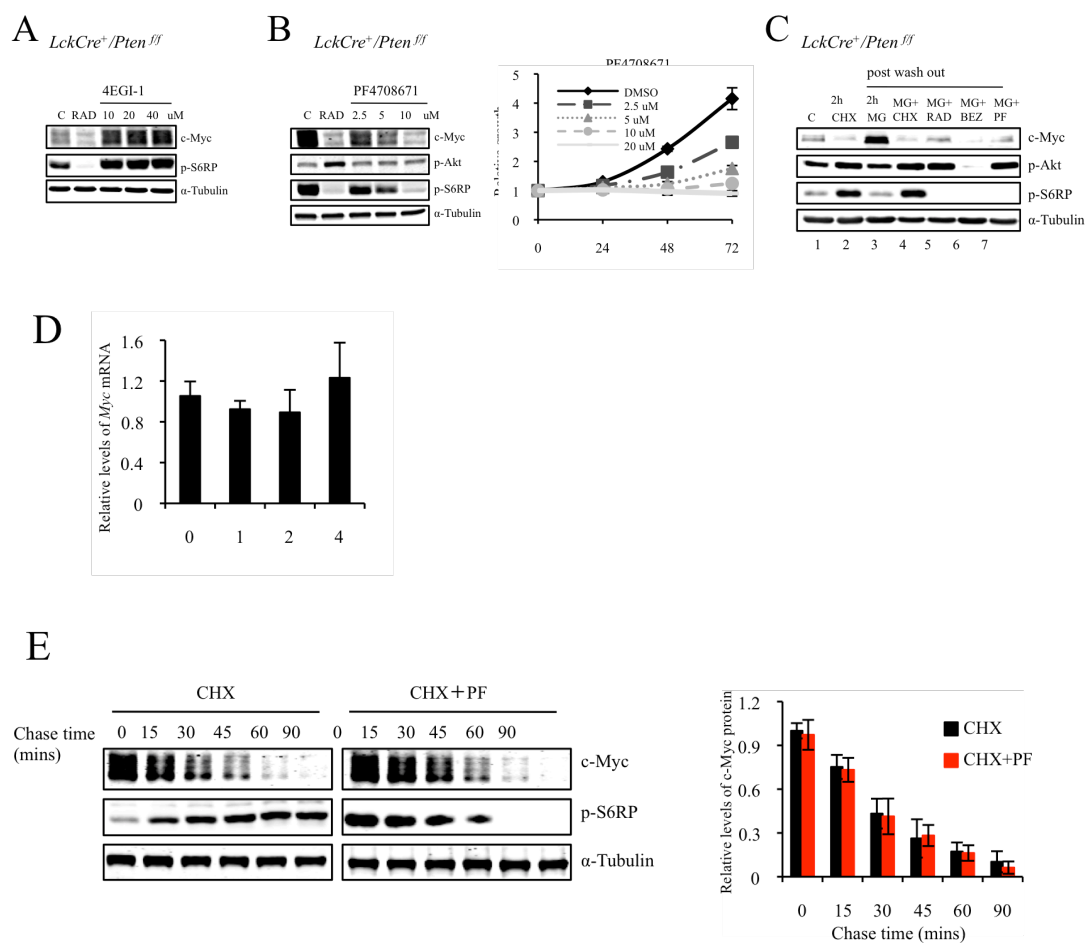 A
LckCre+/Pten f/f
4EGI-1
C RAD 10 20 40 uM
c-Myc
p-S6RP
α-Tubulin
B
LckCre+/Pten f/f
PF4708671
C RAD 2.5 5 10 uM
c-Myc
p-Akt
p-S6RP
α-Tubulin
PF4708671
5
4
3
2
1
0
DMSO
2.5 uM
5 uM
10 uM
20 uM
0 24 48 72
C
LckCre+/Pten f/f
post wash out
2h 2h MG+ MG+ MG+ MG+
C CHX MG CHX RAD BEZ PF
c-Myc
p-Akt
p-S6RP
α-Tubulin
1 2 3 4 5 6 7
D
Relative levels of Myc mRNA
1.6
1.2
0.8
0.4
0
0 1 2 4
E
CHX CHX+PF
Chase time 0 15 30 45 60 90 0 15 30 45 60 90
(mins)
c-Myc
p-S6RP
α-Tubulin
Relative levels of c-Myc protein
1.2
0.9
0.6
0.3
0
CHX
CHX+PF
0 15 30 45 60 90
Chase time (mins)